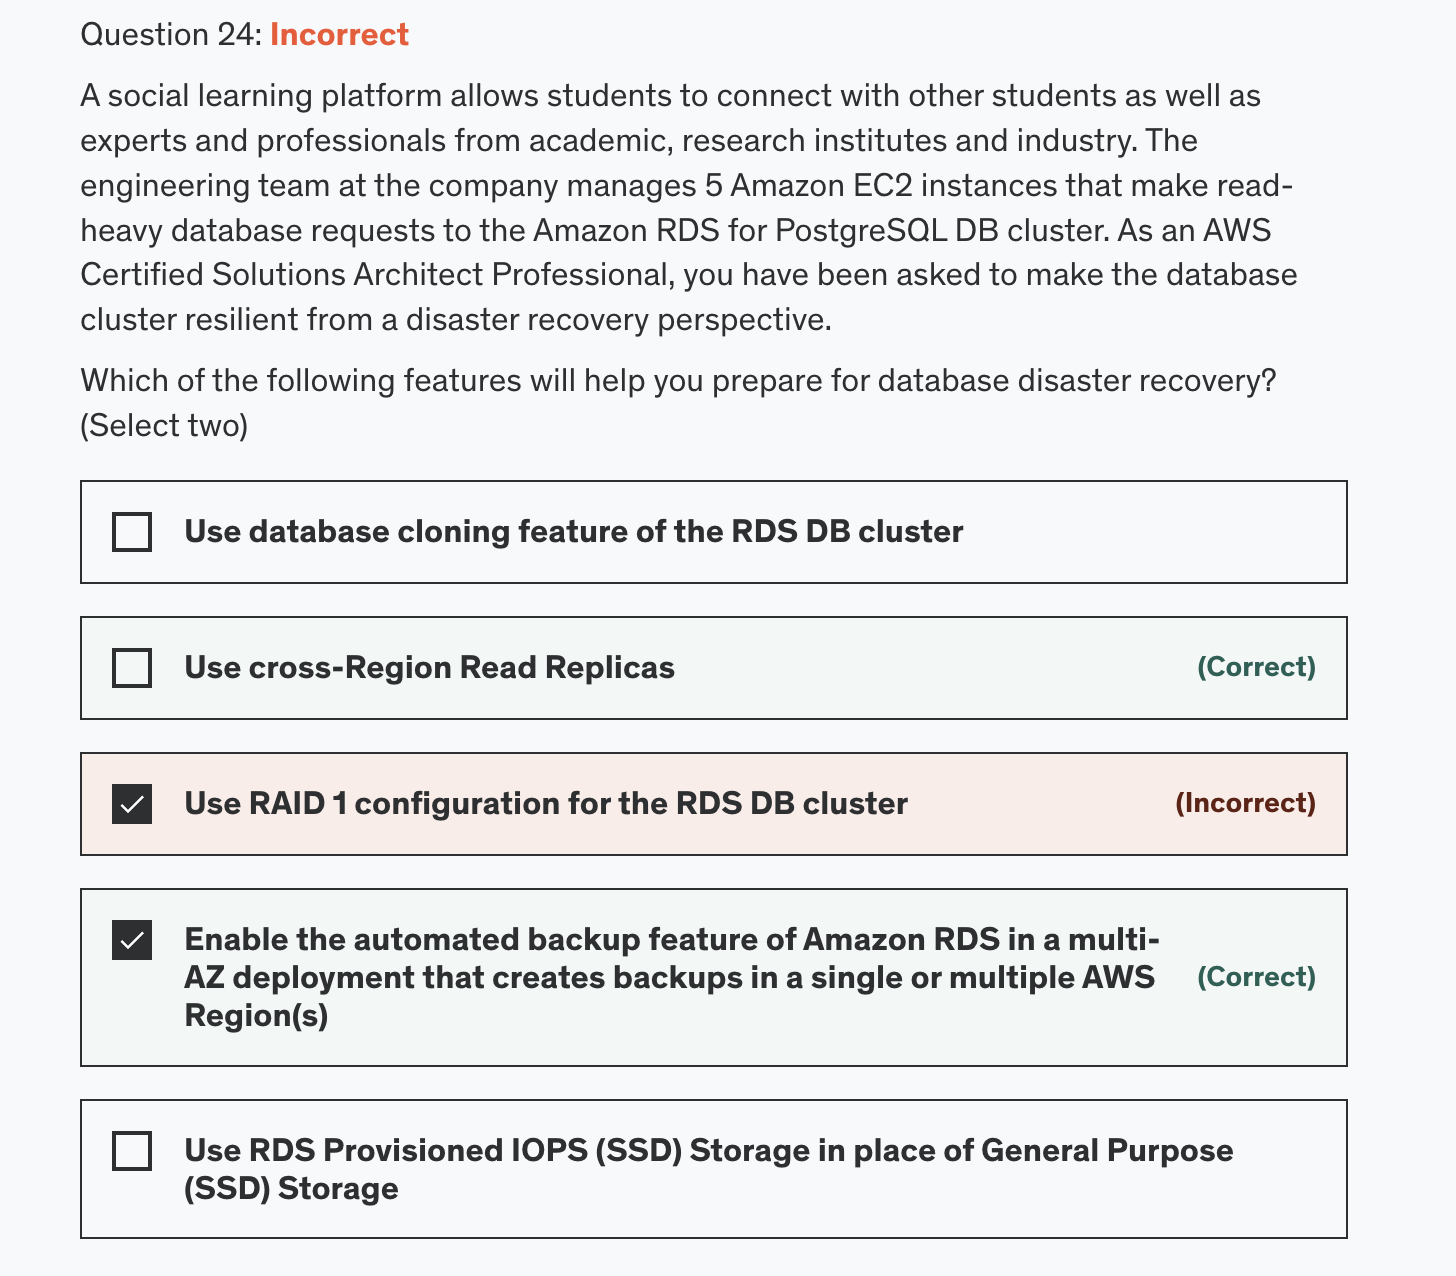 Question 24: Incorrect
A social learning platform allows students to connect with other students as well as
experts and professionals from academic, research institutes and industry. The
engineering team at the company manages 5 Amazon EC2 instances that make read-
heavy database requests to the Amazon RDS for PostgreSQL DB cluster. As an AWS
Certified Solutions Architect Professional, you have been asked to make the database
cluster resilient from a disaster recovery perspective.
Which of the following features will help you prepare for database disaster recovery?
(Select two)
Use database cloning feature of the RDS DB cluster
Use cross-Region Read Replicas (Correct)
Use RAID 1 configuration for the RDS DB cluster (Incorrect)
Enable the automated backup feature of Amazon RDS in a multi-
AZ deployment that creates backups in a single or multiple AWS (Correct)
Region(s)
Use RDS Provisioned IOPS (SSD) Storage in place of General Purpose
(SSD) Storage